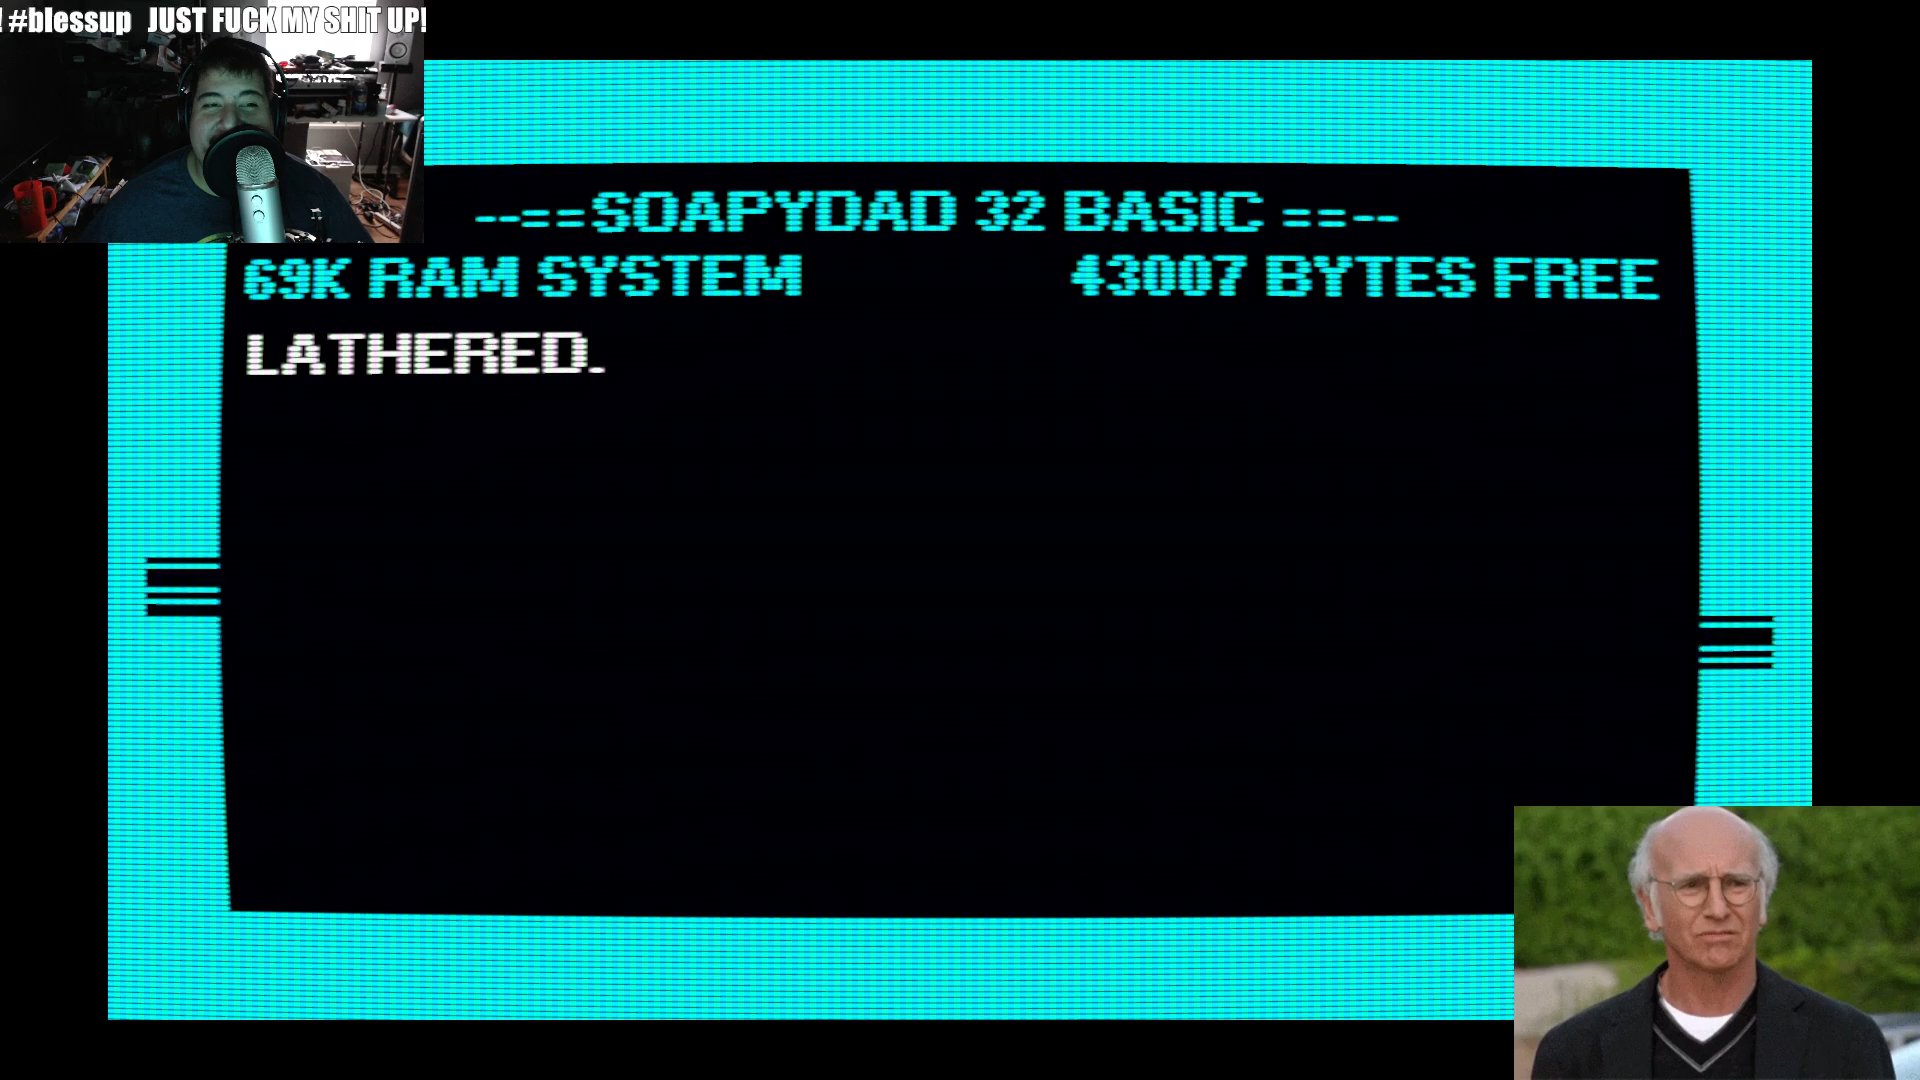 ! #blessup JUST FUCK MY SHIT UP!
--==SOAPYDAD 32 BASIC ==--
69K RAM SYSTEM 43007 BYTES FREE
LATHERED.